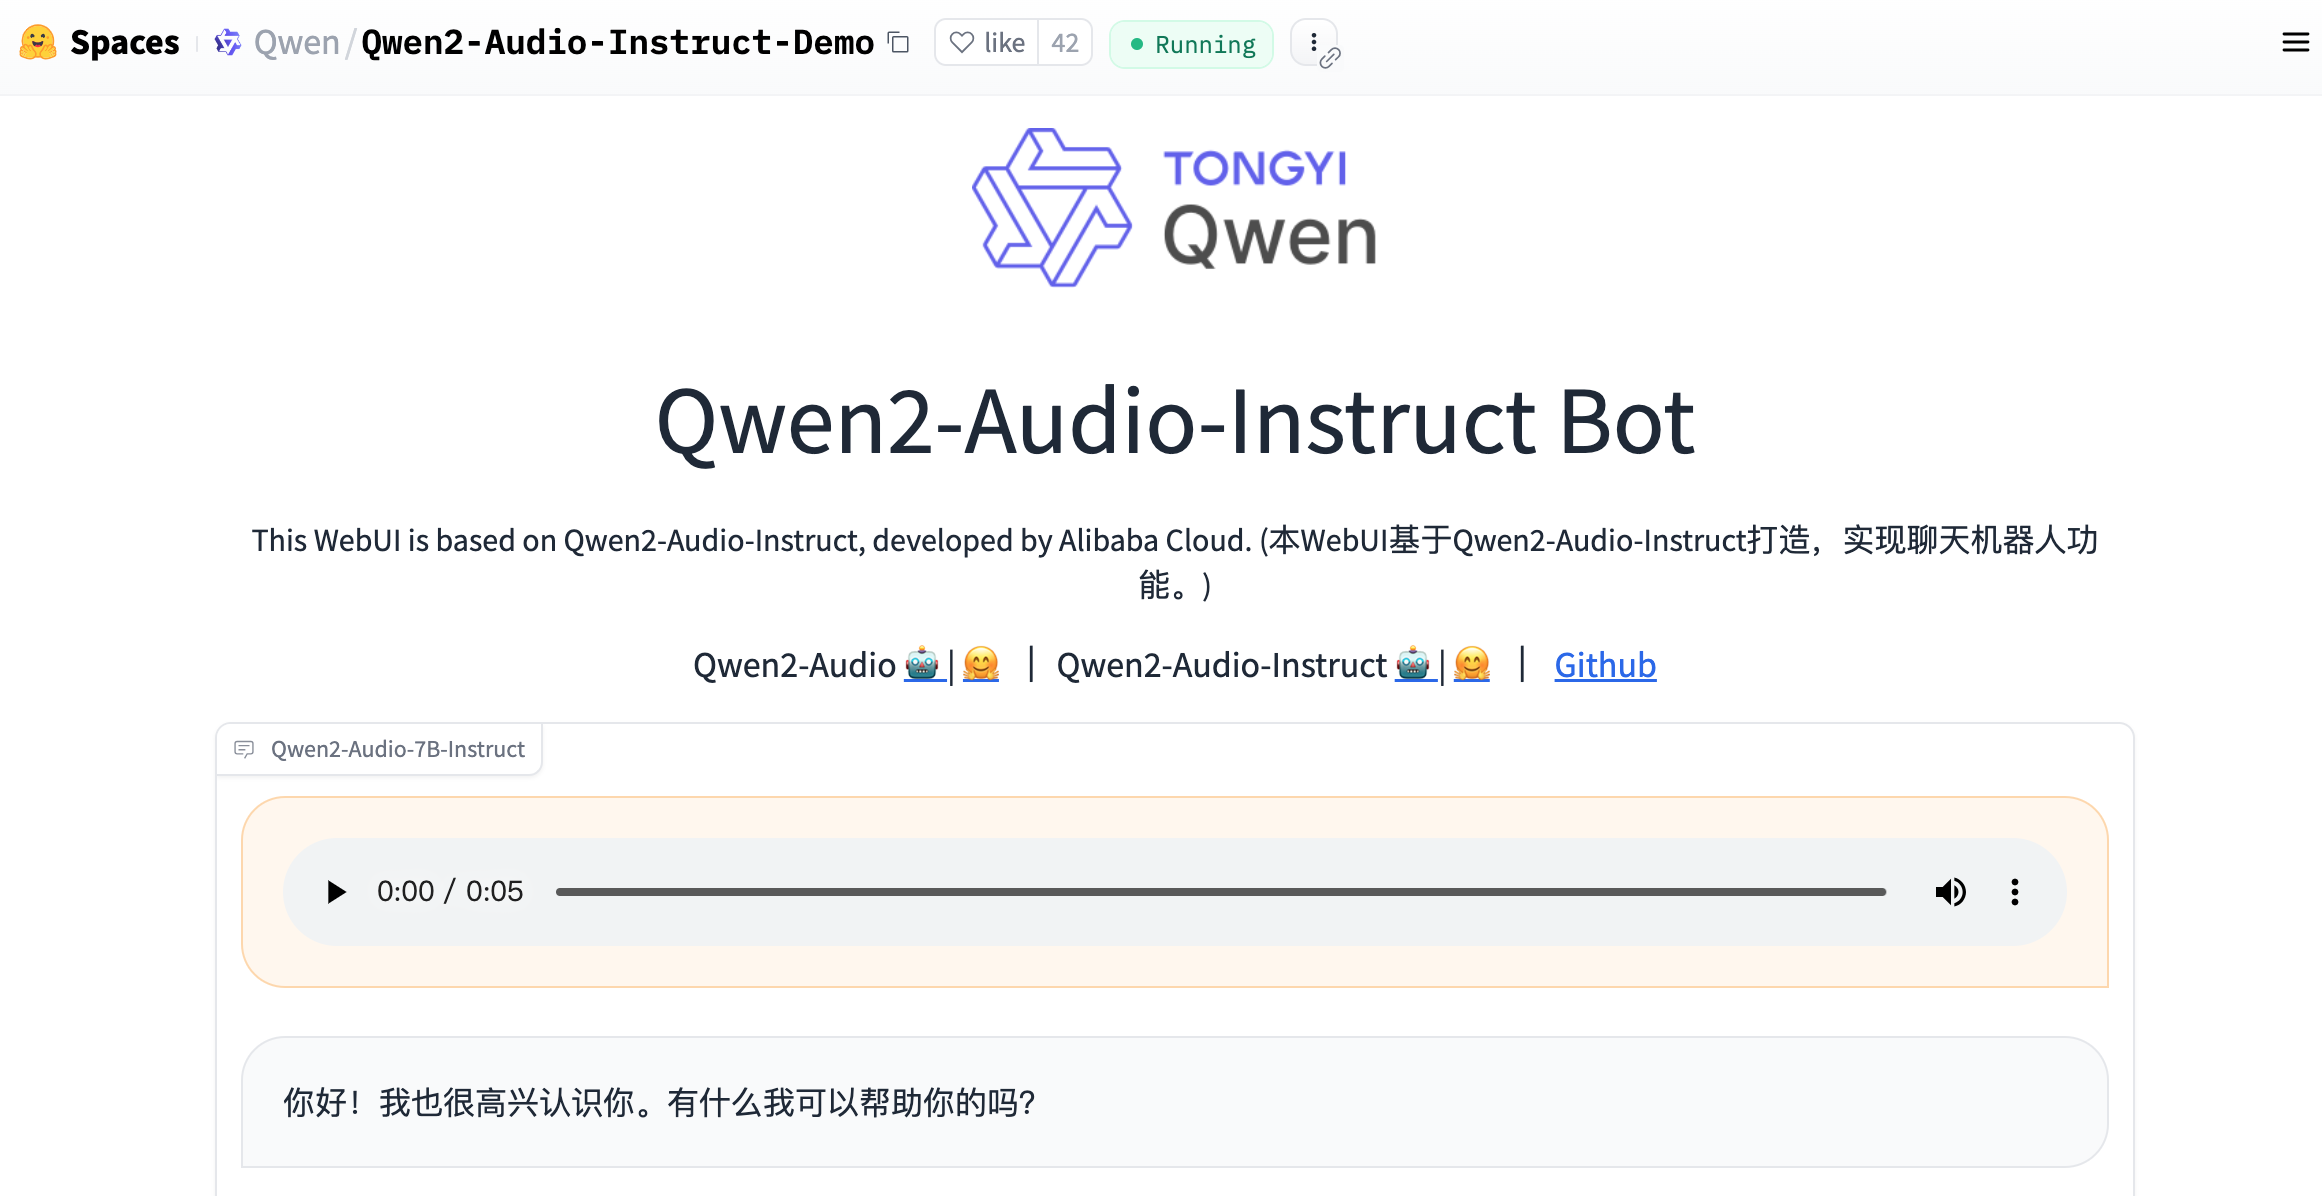 Spaces Qwen/Qwen2-Audio-Instruct-Demo like 42 Running
TONGYI
Qwen
Qwen2-Audio-Instruct Bot
This WebUI is based on Qwen2-Audio-Instruct, developed by Alibaba Cloud. (本WebUI基于Qwen2-Audio-Instruct打造，实现聊天机器人功
能。)
Qwen2-Audio 🤖 | 🤗 | Qwen2-Audio-Instruct 🤖 | 🤗 | Github
Qwen2-Audio-7B-Instruct
0:00 / 0:05
你好！我也很高兴认识你。有什么我可以帮助你的吗？